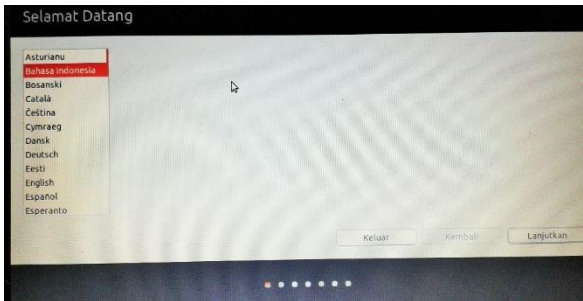 Selamat Datang
Asturianu
Bahasa Indonesia
Bosanski
Català
Čeština
Cymraeg
Dansk
Deutsch
Eesti
English
Español
Esperanto
Keluar
Kembali
Lanjutkan